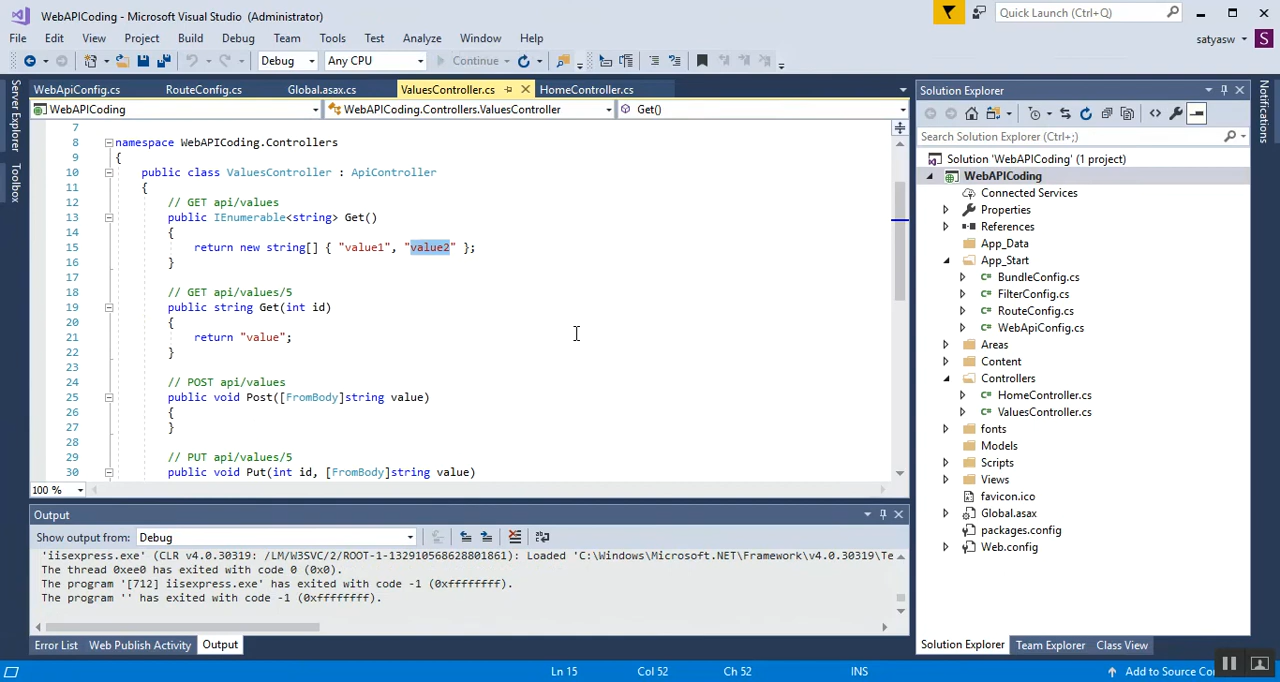 WebAPICoding - Microsoft Visual Studio (Administrator)
Quick Launch (Ctrl+Q)
File Edit View Project Build Debug Team Tools Test Analyze Window Help
satyasw S
Debug Any CPU Continue
Server Explorer
Toolbox
WebApiConfig.cs RouteConfig.cs Global.asax.cs ValuesController.cs HomeController.cs
WebAPICoding WebAPICoding.Controllers.ValuesController Get()
7
8 namespace WebAPICoding.Controllers
9 {
10 public class ValuesController : ApiController
11 {
12 // GET api/values
13 public IEnumerable<string> Get()
14 {
15 return new string[] { "value1", "value2" };
16 }
17
18 // GET api/values/5
19 public string Get(int id)
20 {
21 return "value";
22 }
23
24 // POST api/values
25 public void Post([FromBody]string value)
26 {
27 }
28
29 // PUT api/values/5
30 public void Put(int id, [FromBody]string value)
100 %
Output
Show output from: Debug
'iisexpress.exe' (CLR v4.0.30319: /LM/W3SVC/2/ROOT-1-132910568628801861): Loaded 'C:\Windows\Microsoft.NET\Framework\v4.0.30319\Te
The thread 0xee0 has exited with code 0 (0x0).
The program '[712] iisexpress.exe' has exited with code -1 (0xffffffff).
The program '' has exited with code -1 (0xffffffff).
Error List Web Publish Activity Output
Solution Explorer
Search Solution Explorer (Ctrl+;)
Solution 'WebAPICoding' (1 project)
WebAPICoding
Connected Services
Properties
References
App_Data
App_Start
BundleConfig.cs
FilterConfig.cs
RouteConfig.cs
WebApiConfig.cs
Areas
Content
Controllers
HomeController.cs
ValuesController.cs
fonts
Models
Scripts
Views
favicon.ico
Global.asax
packages.config
Web.config
Solution Explorer Team Explorer Class View
Notifications
Ln 15 Col 52 Ch 52 INS Add to Source Co